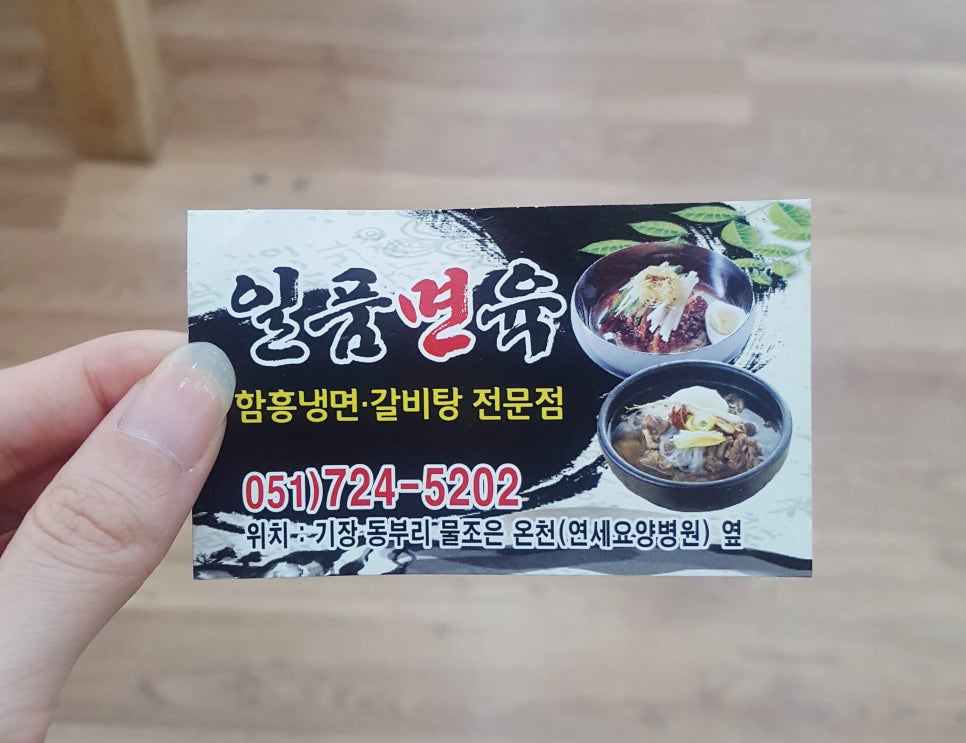 일품면육
함흥냉면·갈비탕 전문점
051)724-5202
위치 : 기장 동부리 물조은 온천(연세요양병원) 옆